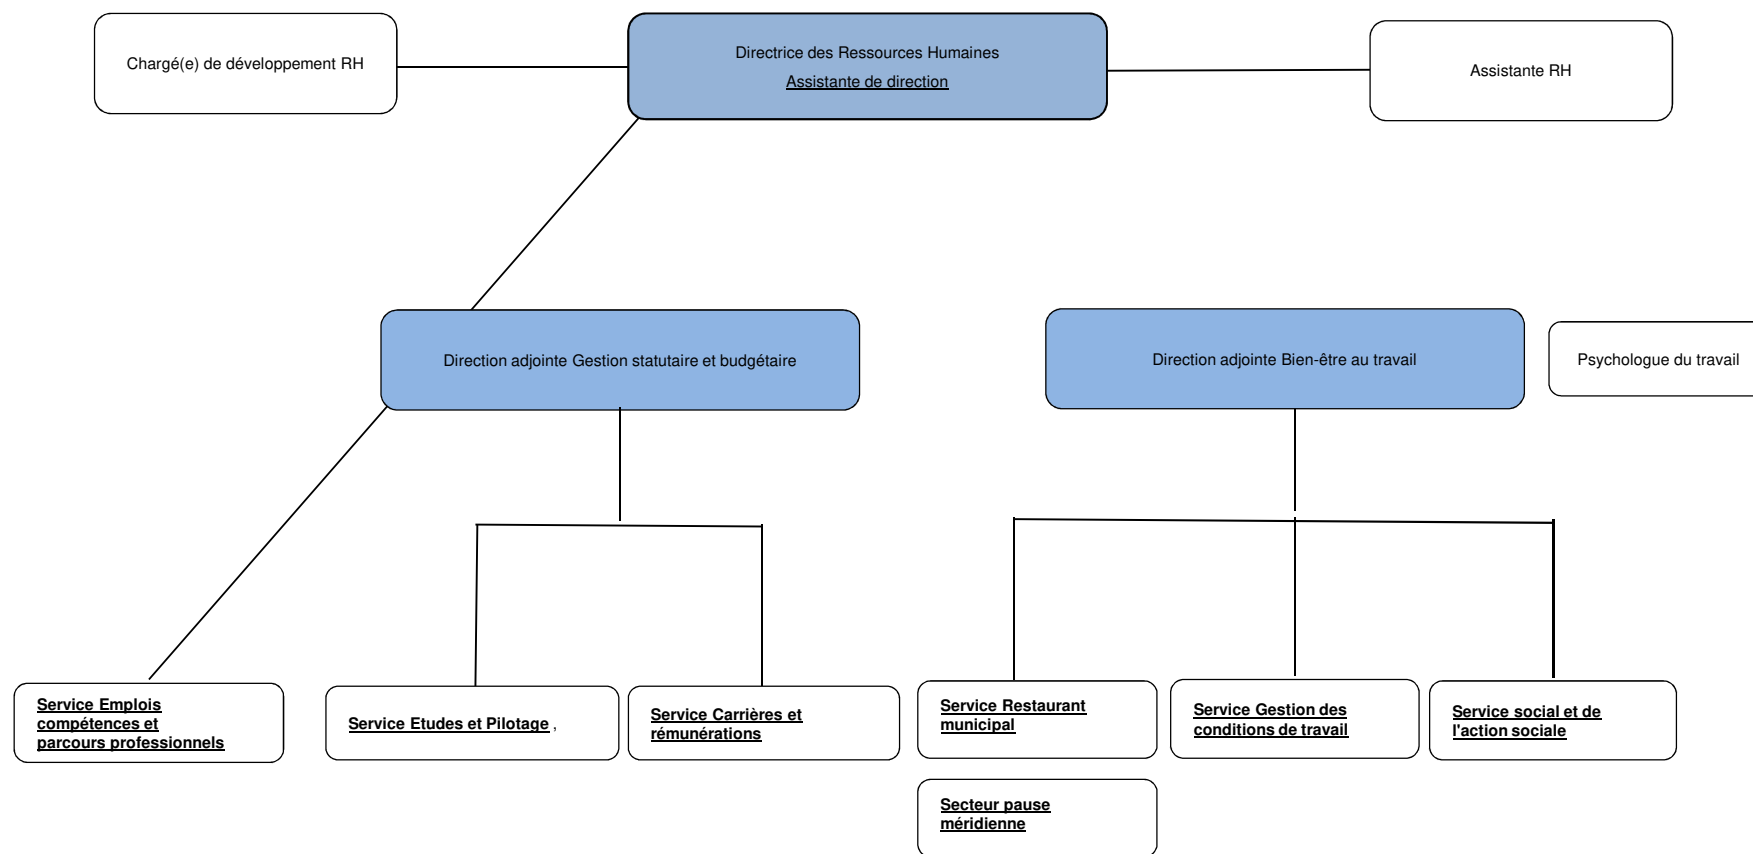 Chargé(e) de développement RH
Directrice des Ressources Humaines
Assistante de direction
Assistante RH
Direction adjointe Gestion statutaire et budgétaire
Direction adjointe Bien-être au travail
Psychologue du travail
Service Emplois
compétences et
parcours professionnels
Service Etudes et Pilotage ,
Service Carrières et
rémunérations
Service Restaurant
municipal
Service Gestion des
conditions de travail
Service social et de
l'action sociale
Secteur pause
méridienne